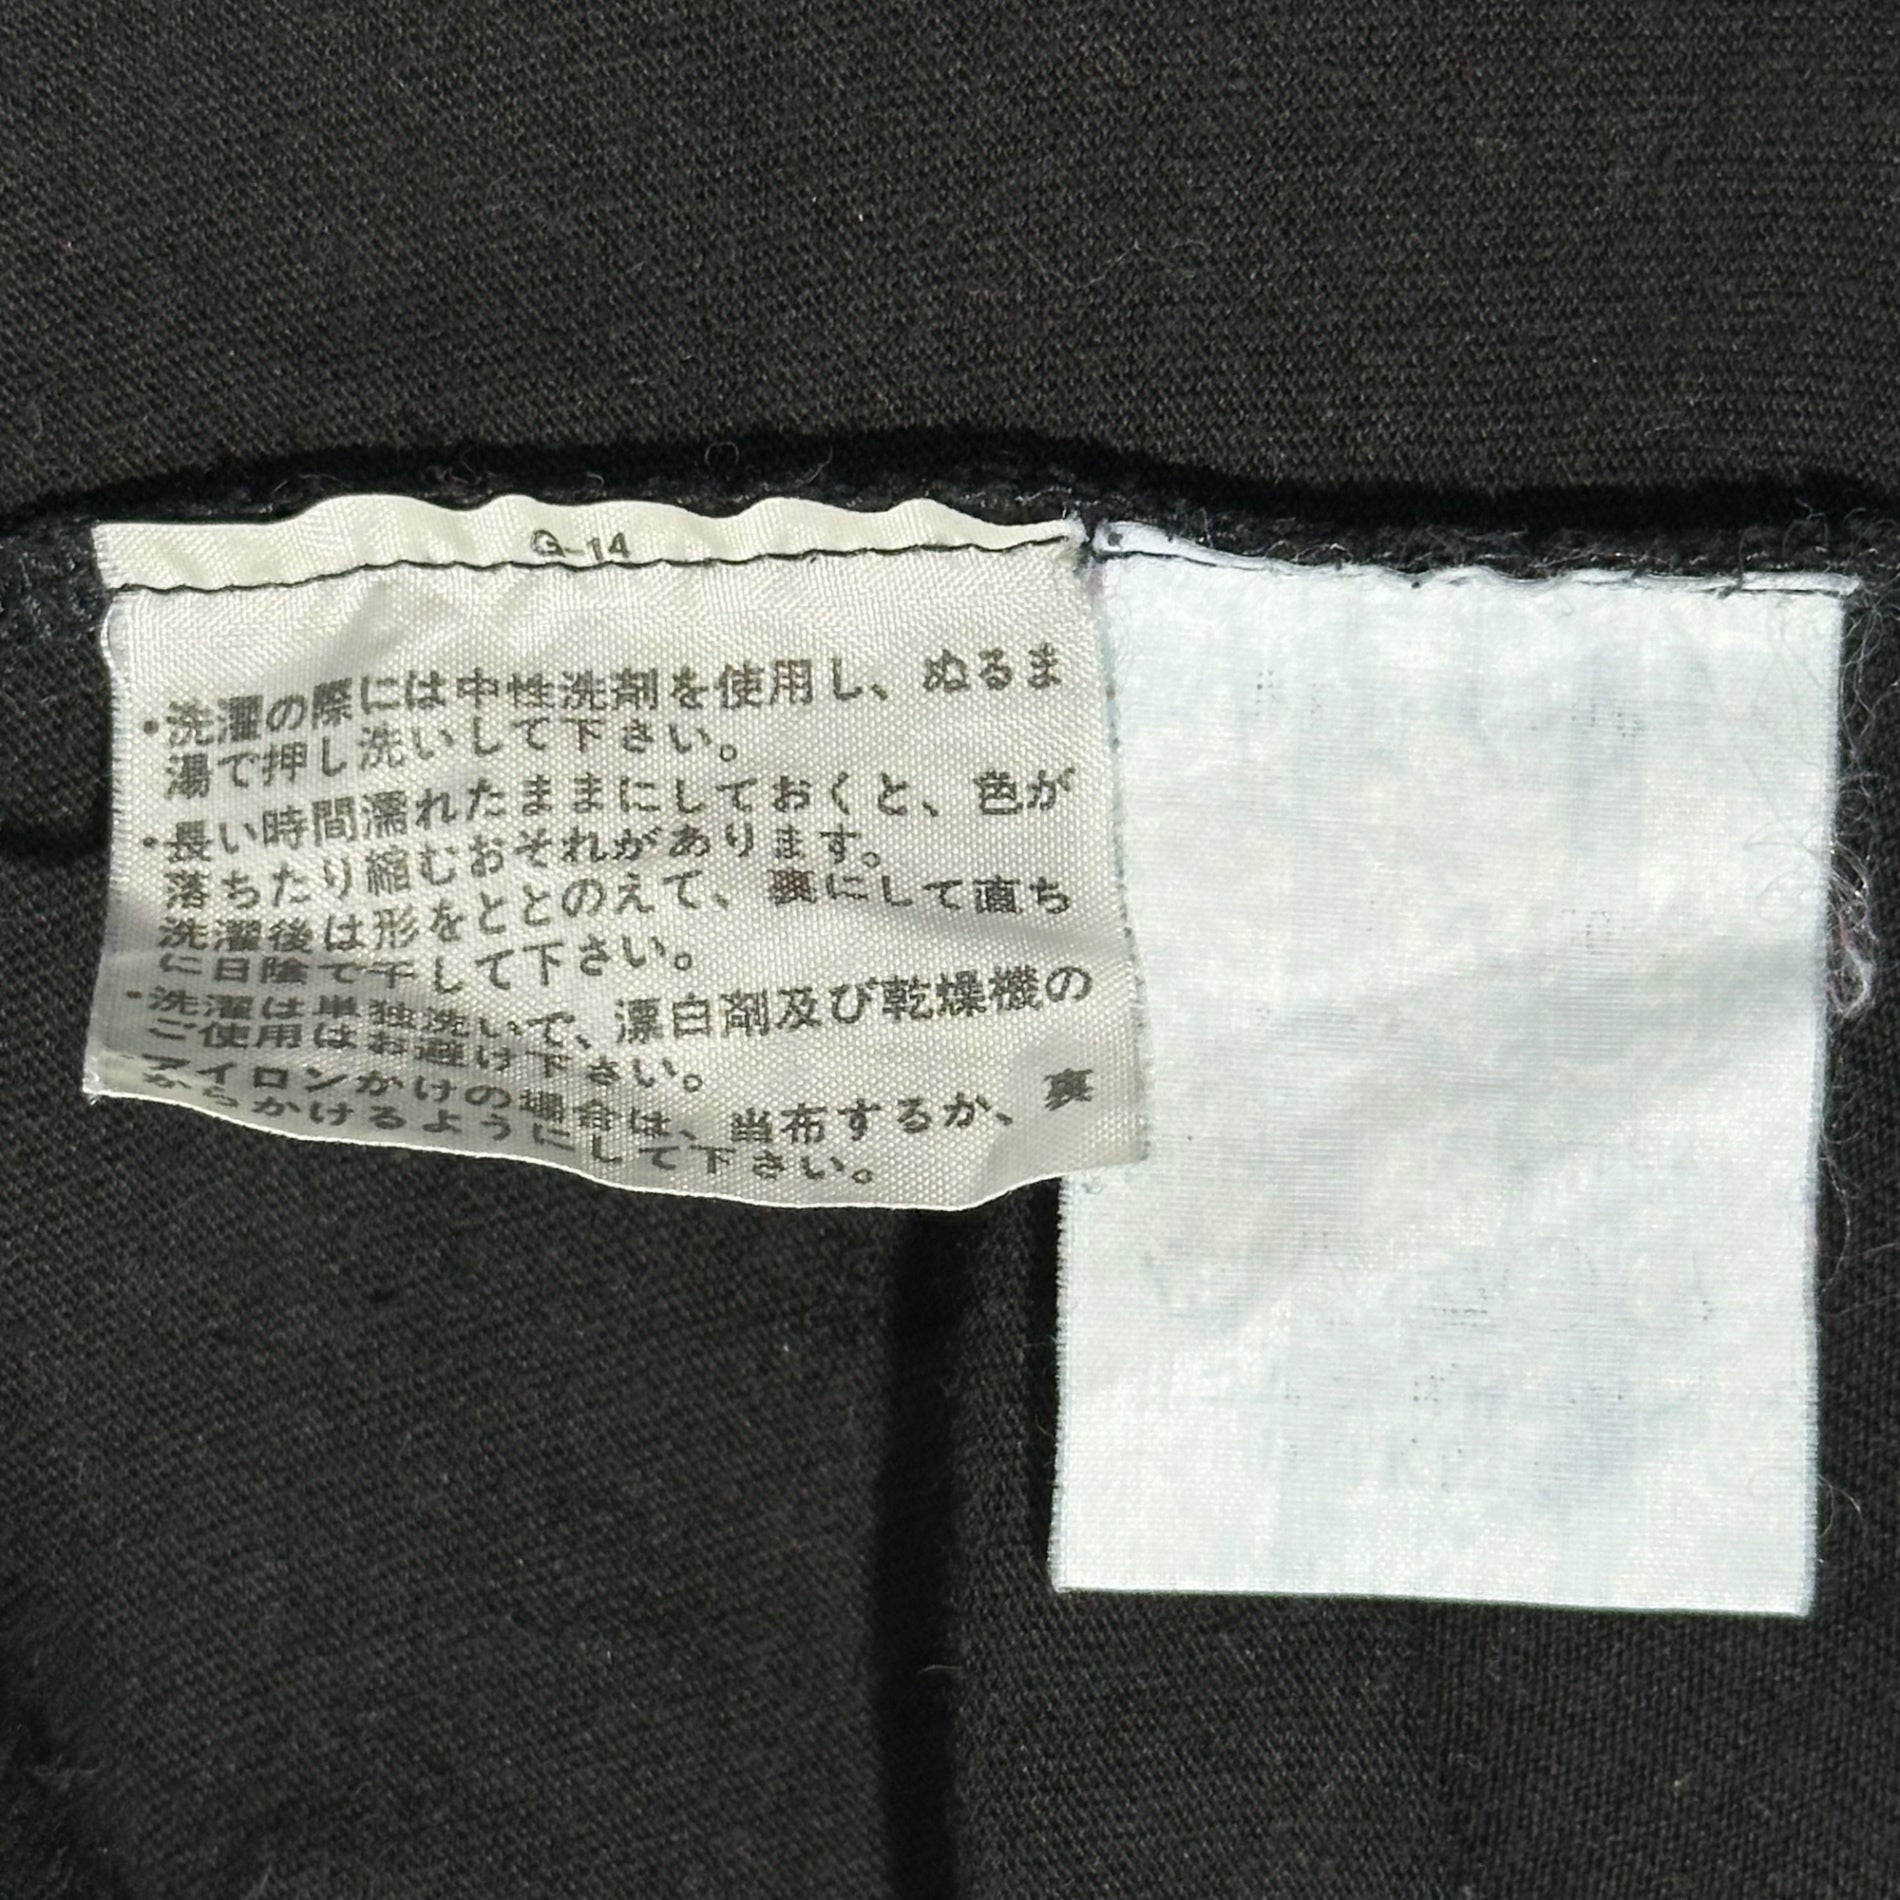 G-14
・洗濯の際には中性洗剤を使用し、ぬるま
湯で押し洗いして下さい。
・長い時間濡れたままにしておくと、色が
落ちたり縮むおそれがあります。
洗濯後は形をととのえて、裏にして直ち
に日陰で干して下さい。
・洗濯は単独洗いで、漂白剤及び乾燥機の
ご使用はお避け下さい。
アイロンかけの場合は、当布するか、裏
からかけるようにして下さい。